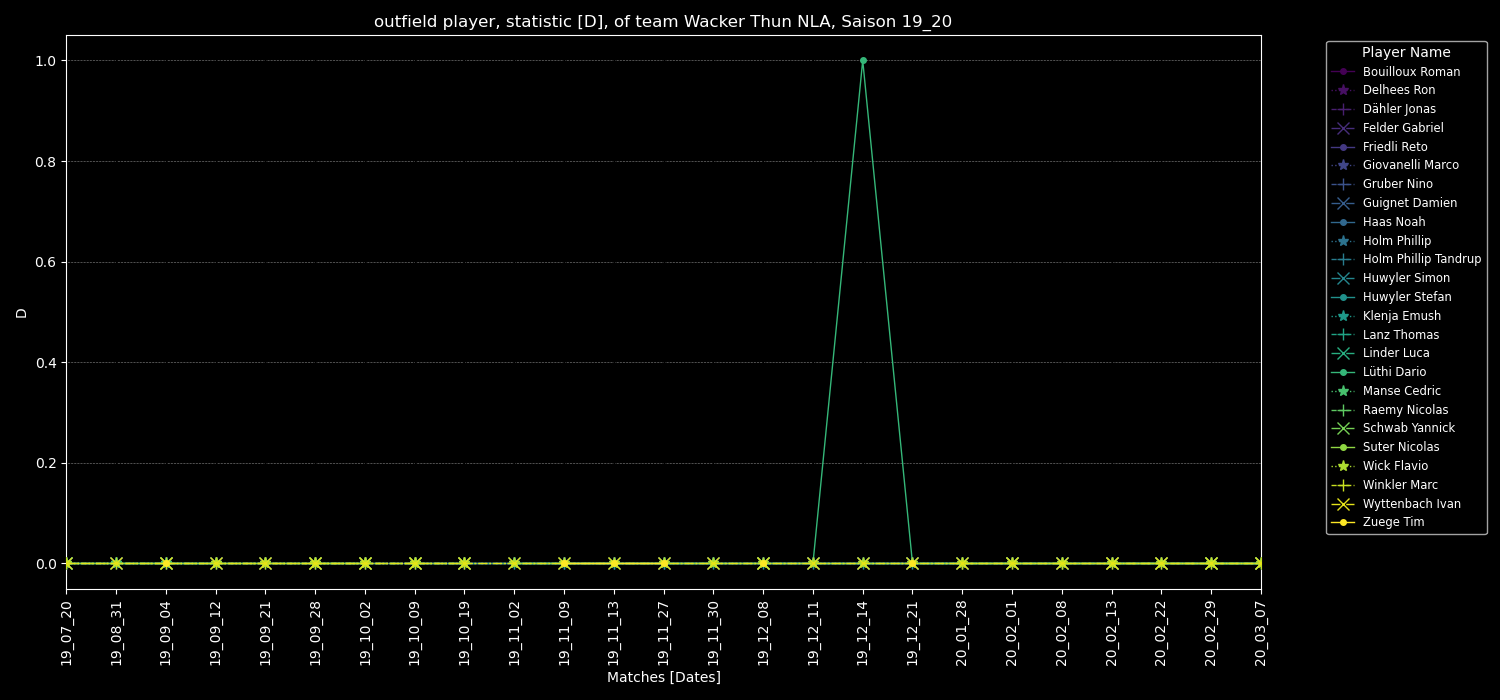 outfield player, statistic [D], of team Wacker Thun NLA, Saison 19_20
1.0
0.8
0.6
0.4
0.2
0.0
D
19_07_20
19_08_31
19_09_04
19_09_12
19_09_21
19_09_28
19_10_02
19_10_09
19_10_19
19_11_02
19_11_09
19_11_13
19_11_27
19_11_30
19_12_08
19_12_11
19_12_14
19_12_21
20_01_28
20_02_01
20_02_08
20_02_13
20_02_22
20_02_29
20_03_07
Matches [Dates]
Player Name
Bouilloux Roman
Delhees Ron
Dähler Jonas
Felder Gabriel
Friedli Reto
Giovanelli Marco
Gruber Nino
Guignet Damien
Haas Noah
Holm Phillip
Holm Phillip Tandrup
Huwyler Simon
Huwyler Stefan
Klenja Emush
Lanz Thomas
Linder Luca
Lüthi Dario
Manse Cedric
Raemy Nicolas
Schwab Yannick
Suter Nicolas
Wick Flavio
Winkler Marc
Wyttenbach Ivan
Zuege Tim